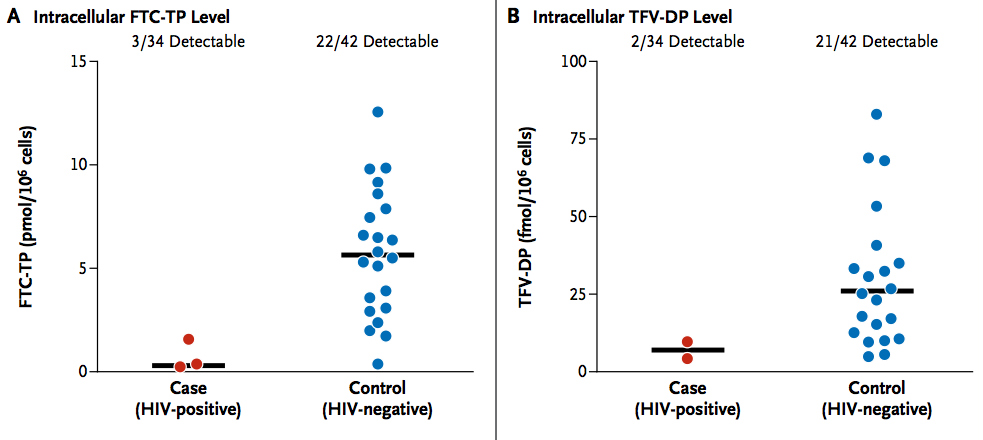 A Intracellular FTC-TP Level
3/34 Detectable
22/42 Detectable
15
10
5
0
FTC-TP (pmol/10⁶ cells)
Case
(HIV-positive)
Control
(HIV-negative)
B Intracellular TFV-DP Level
2/34 Detectable
21/42 Detectable
100
75
50
25
0
TFV-DP (fmol/10⁶ cells)
Case
(HIV-positive)
Control
(HIV-negative)